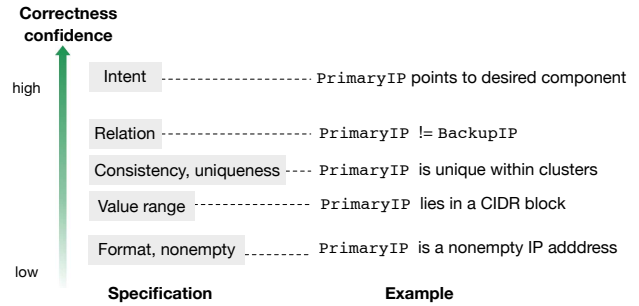 Correctness
confidence
high
Intent PrimaryIP points to desired component
Relation PrimaryIP != BackupIP
Consistency, uniqueness PrimaryIP is unique within clusters
Value range PrimaryIP lies in a CIDR block
Format, nonempty PrimaryIP is a nonempty IP adddress
low
Specification Example